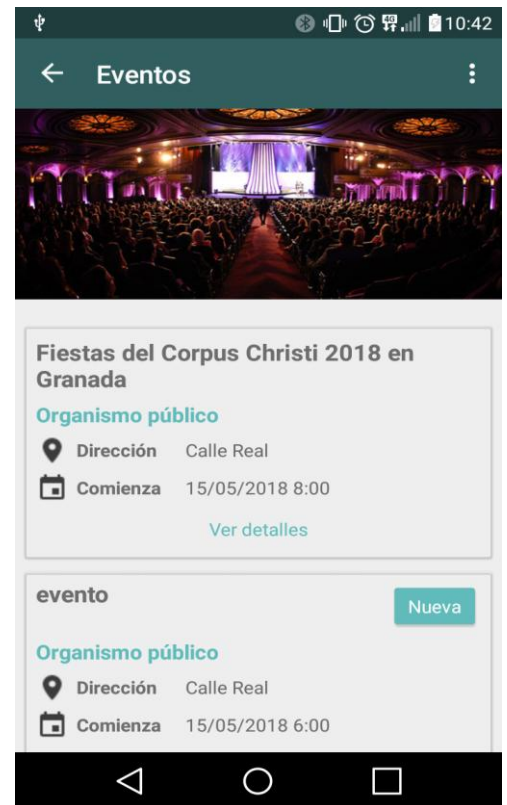 10:42
Eventos
Fiestas del Corpus Christi 2018 en
Granada
Organismo público
Dirección Calle Real
Comienza 15/05/2018 8:00
Ver detalles
evento
Nueva
Organismo público
Dirección Calle Real
Comienza 15/05/2018 6:00